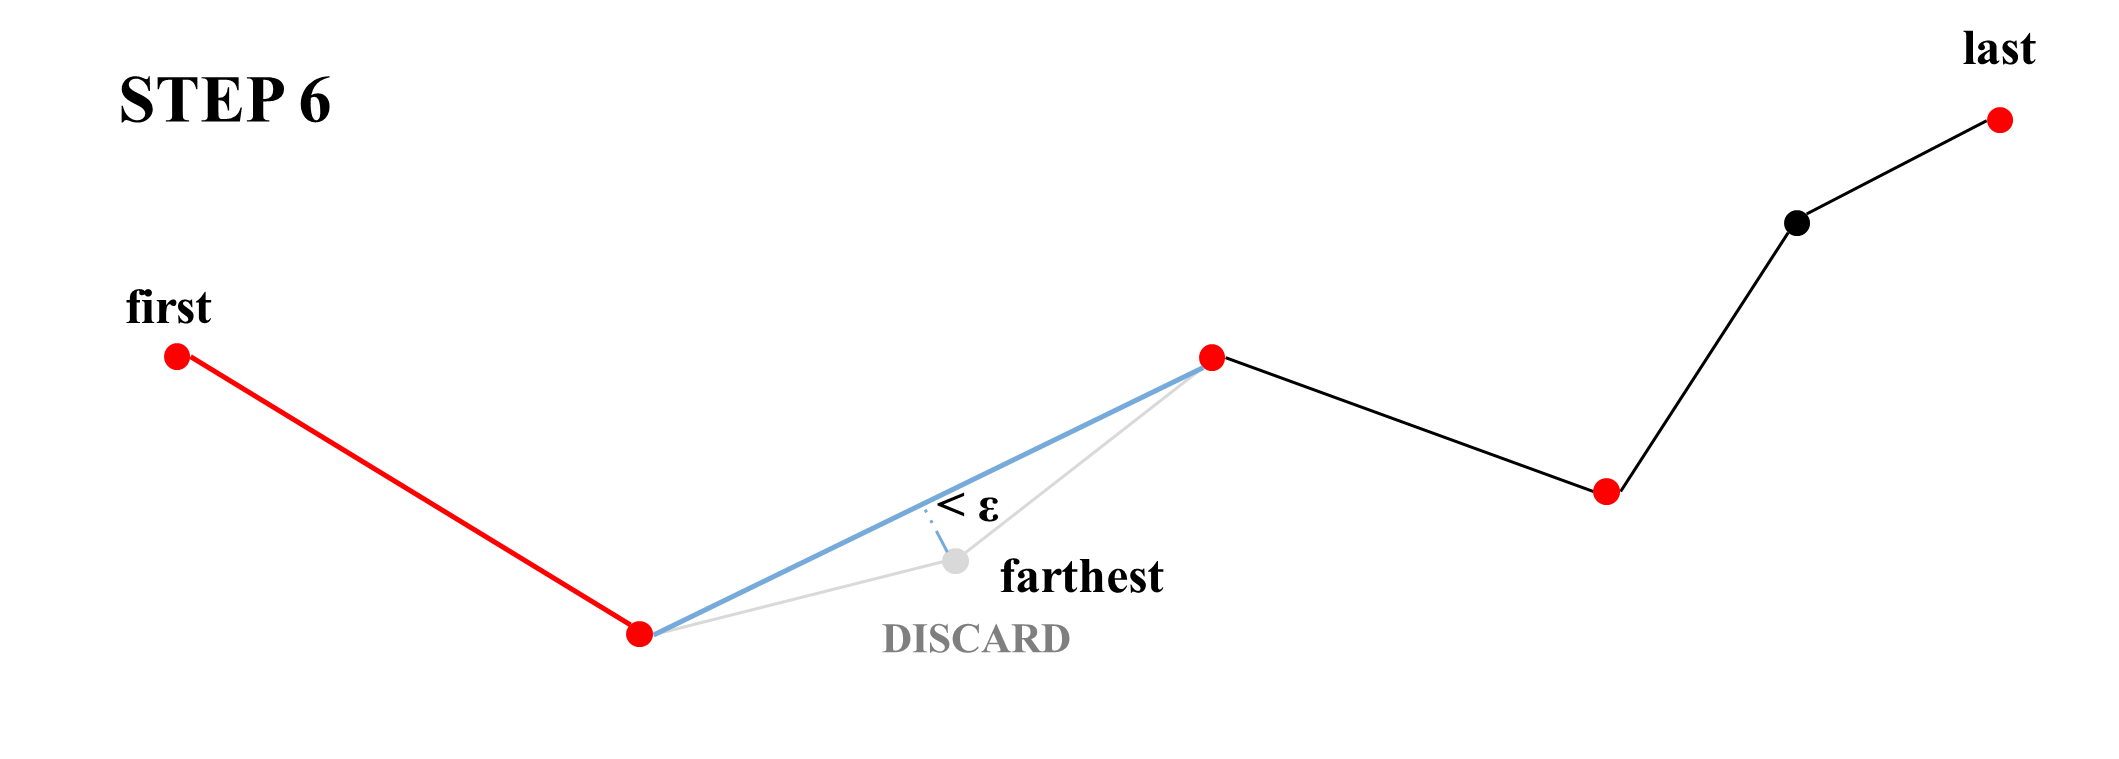 STEP 6
last
first
< ε
farthest
DISCARD